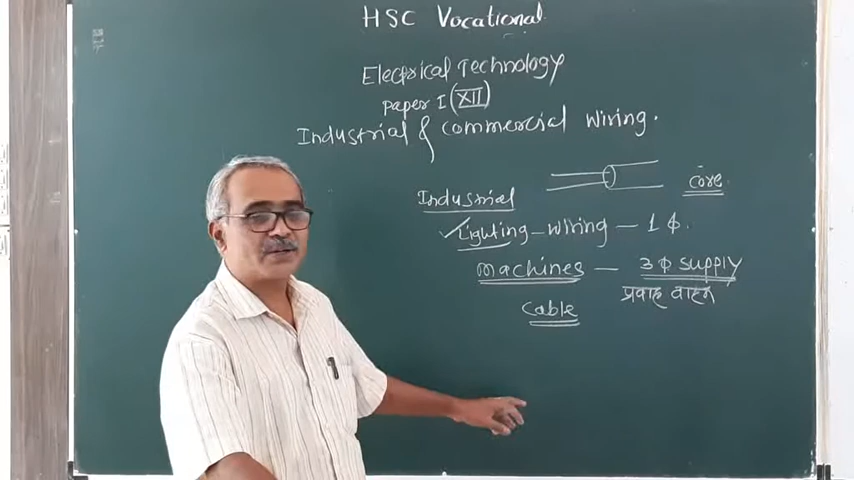 HSC Vocational
Electrical Technology
paper I (XII)
Industrial & commercial wiring.
core
Industrial
✓Lighting - wiring — 1 ϕ.
machines — 3 ϕ supply
cable प्रवाह वाहन